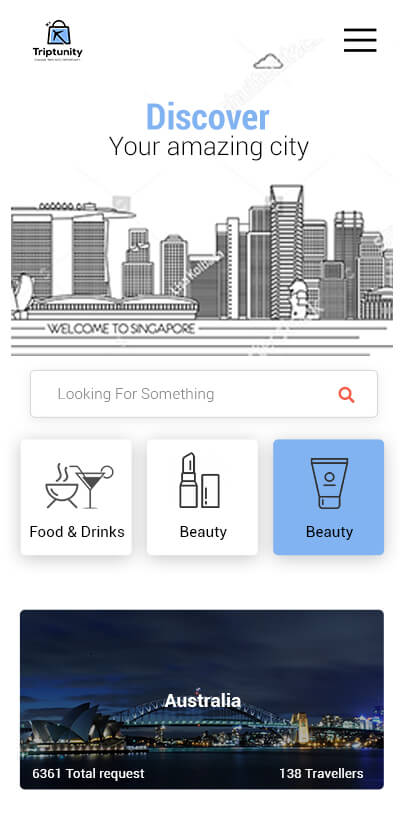 Triptunity
Discover
Your amazing city
WELCOME TO SINGAPORE
Looking For Something
Food & Drinks
Beauty
Beauty
Australia
6361 Total request
138 Travellers